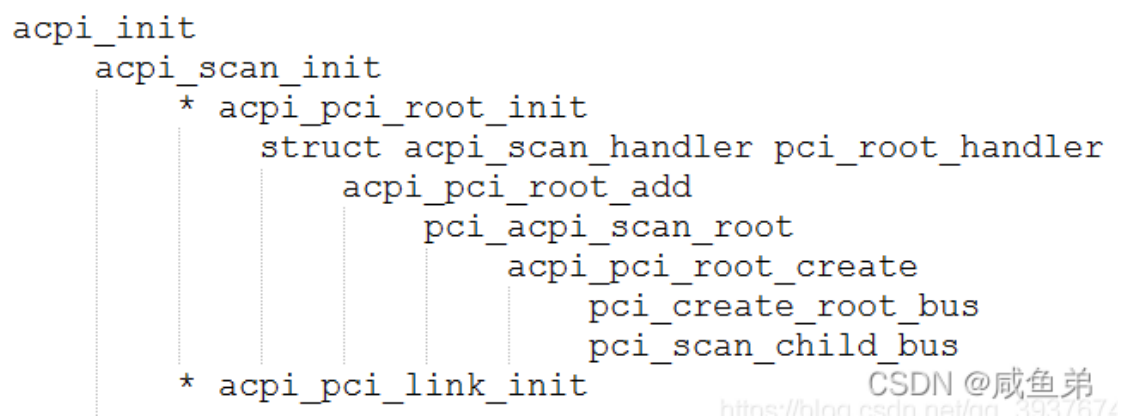 acpi_init
acpi_scan_init
* acpi_pci_root_init
struct acpi_scan_handler pci_root_handler
acpi_pci_root_add
pci_acpi_scan_root
acpi_pci_root_create
pci_create_root_bus
pci_scan_child_bus
* acpi_pci_link_init
CSDN @咸鱼弟